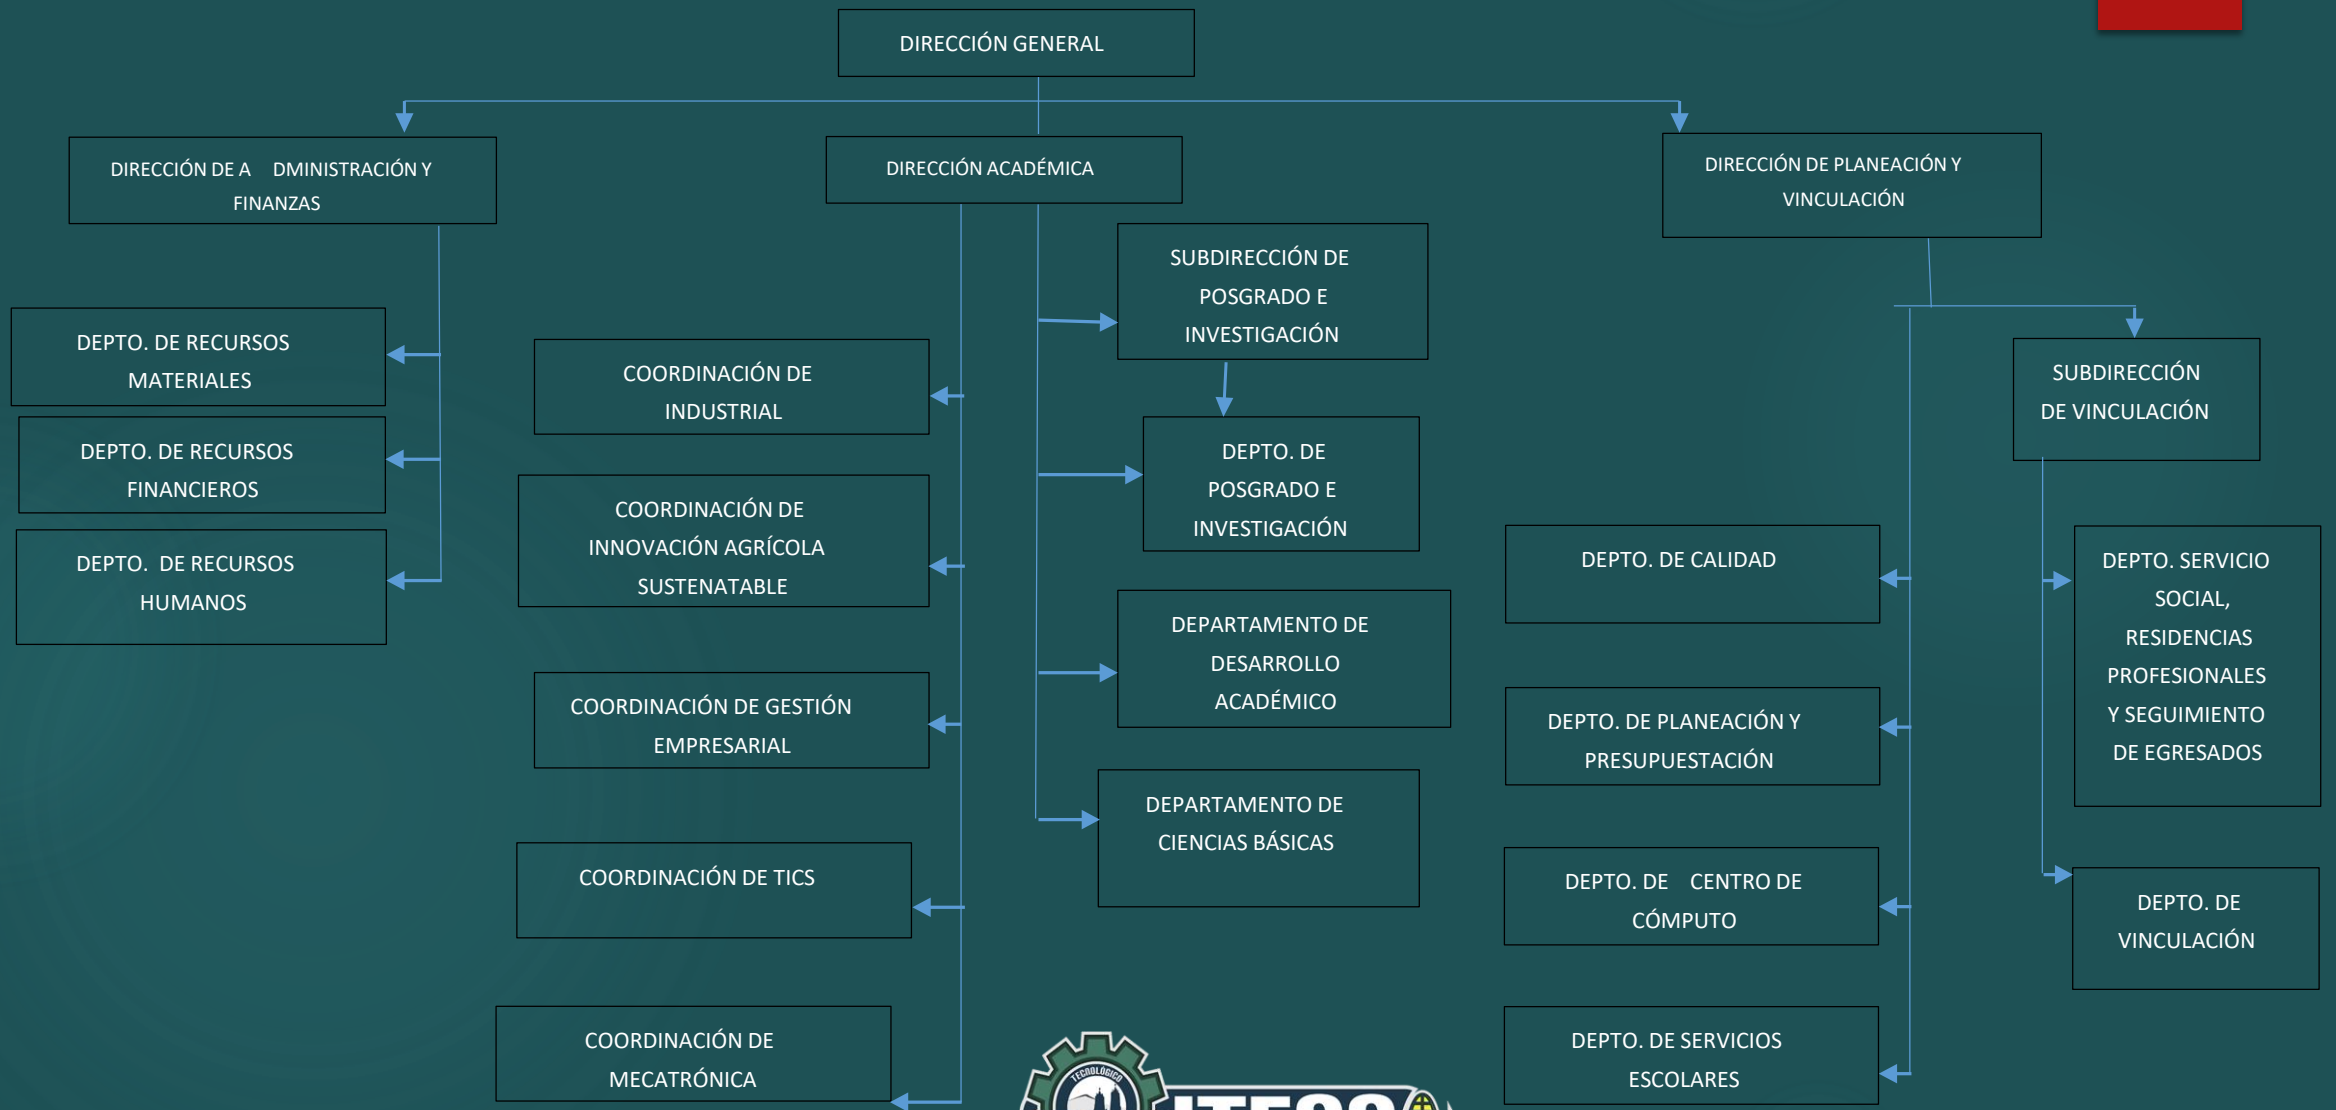 DIRECCIÓN GENERAL
DIRECCIÓN DE A DMINISTRACIÓN Y
FINANZAS
DIRECCIÓN ACADÉMICA
DIRECCIÓN DE PLANEACIÓN Y
VINCULACIÓN
DEPTO. DE RECURSOS
MATERIALES
DEPTO. DE RECURSOS
FINANCIEROS
DEPTO. DE RECURSOS
HUMANOS
COORDINACIÓN DE
INDUSTRIAL
COORDINACIÓN DE
INNOVACIÓN AGRÍCOLA
SUSTENATABLE
COORDINACIÓN DE GESTIÓN
EMPRESARIAL
COORDINACIÓN DE TICS
COORDINACIÓN DE
MECATRÓNICA
SUBDIRECCIÓN DE
POSGRADO E
INVESTIGACIÓN
DEPTO. DE
POSGRADO E
INVESTIGACIÓN
DEPARTAMENTO DE
DESARROLLO
ACADÉMICO
DEPARTAMENTO DE
CIENCIAS BÁSICAS
DEPTO. DE CALIDAD
DEPTO. DE PLANEACIÓN Y
PRESUPUESTACIÓN
DEPTO. DE CENTRO DE
CÓMPUTO
DEPTO. DE SERVICIOS
ESCOLARES
SUBDIRECCIÓN
DE VINCULACIÓN
DEPTO. SERVICIO
SOCIAL,
RESIDENCIAS
PROFESIONALES
Y SEGUIMIENTO
DE EGRESADOS
DEPTO. DE
VINCULACIÓN
TECNOLÓGICO